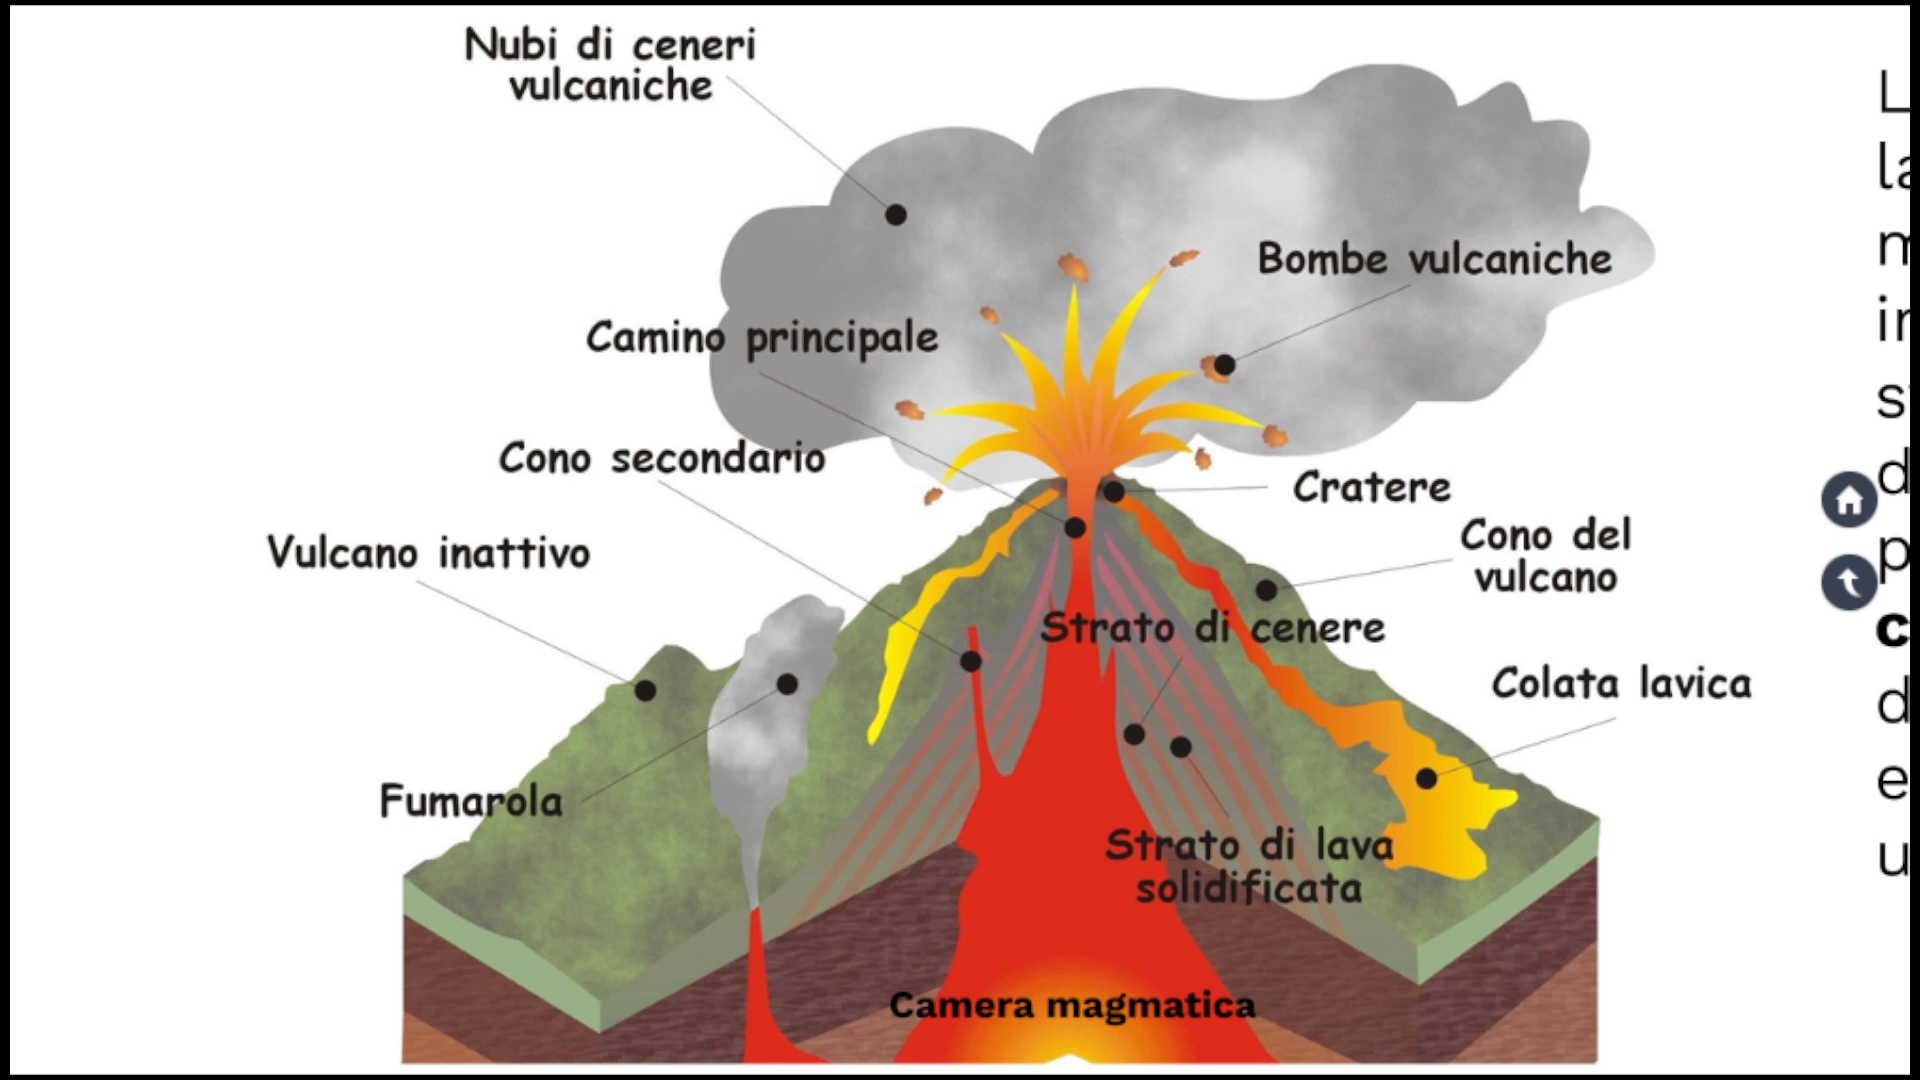 Nubi di ceneri
vulcaniche
Bombe vulcaniche
Camino principale
Cono secondario
Cratere
Vulcano inattivo
Cono del
vulcano
Strato di cenere
Colata lavica
Fumarola
Strato di lava
solidificata
Camera magmatica